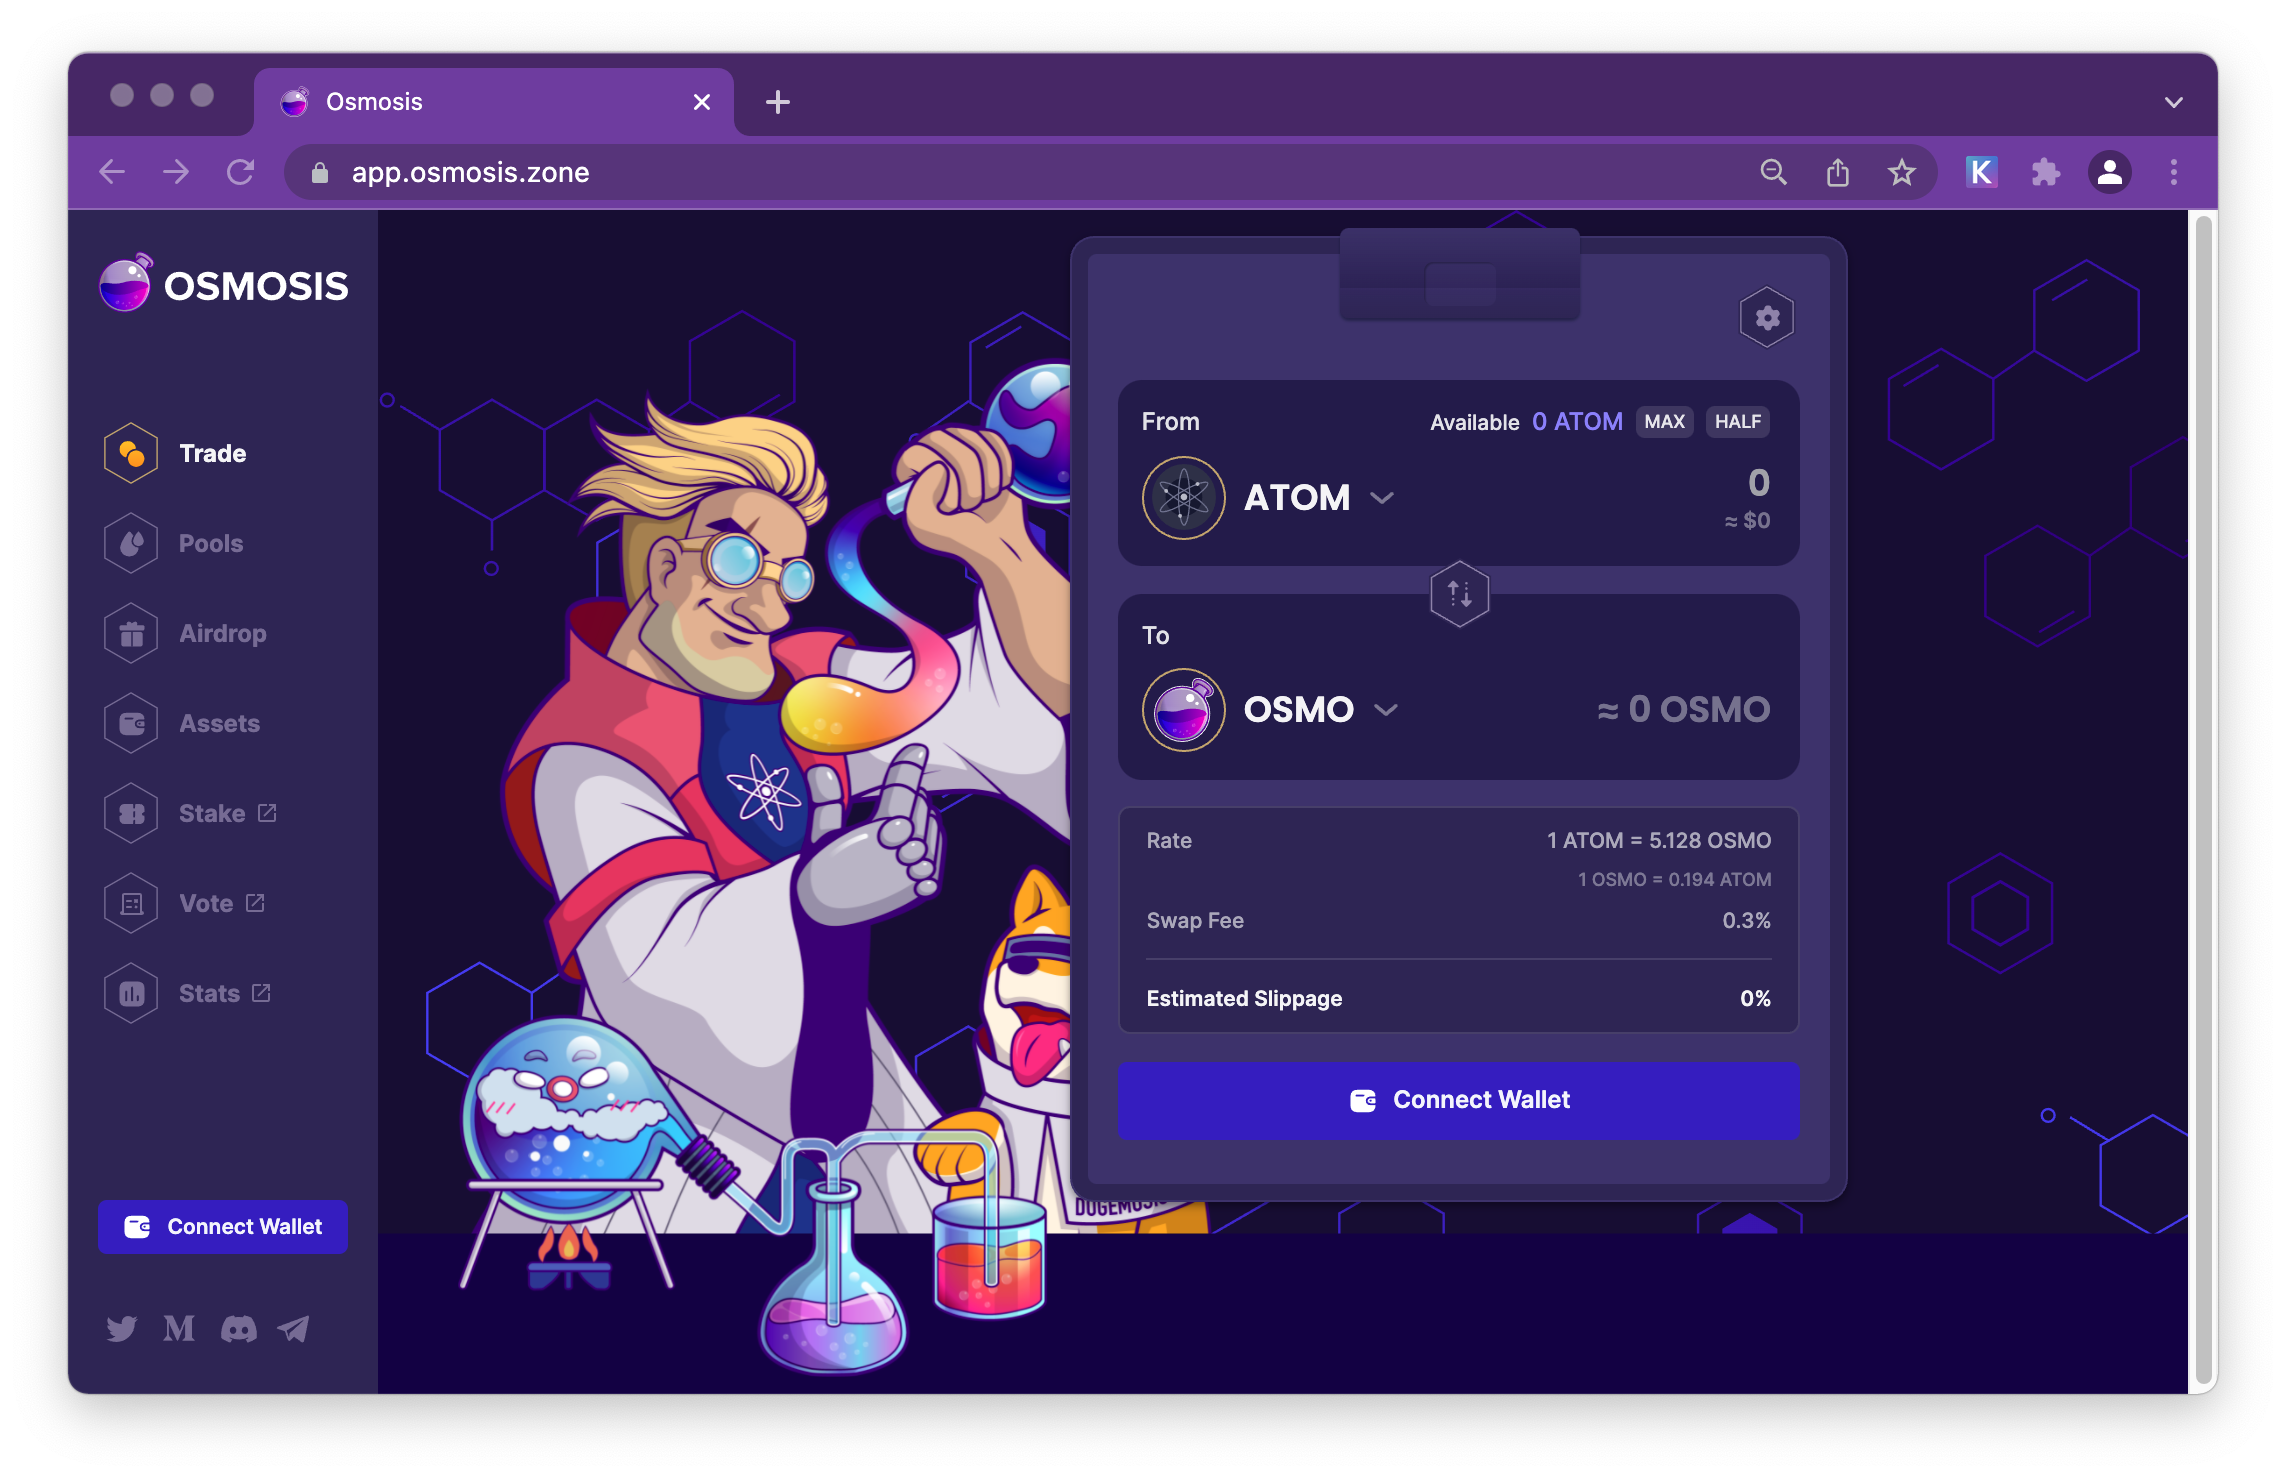 Osmosis
app.osmosis.zone
K
OSMOSIS
Trade
Pools
Airdrop
Assets
Stake
Vote
Stats
Connect Wallet
M
From
Available 0 ATOM MAX HALF
ATOM
0
≈ $0
To
OSMO
≈ 0 OSMO
Rate
1 ATOM = 5.128 OSMO
1 OSMO = 0.194 ATOM
Swap Fee
0.3%
Estimated Slippage
0%
Connect Wallet